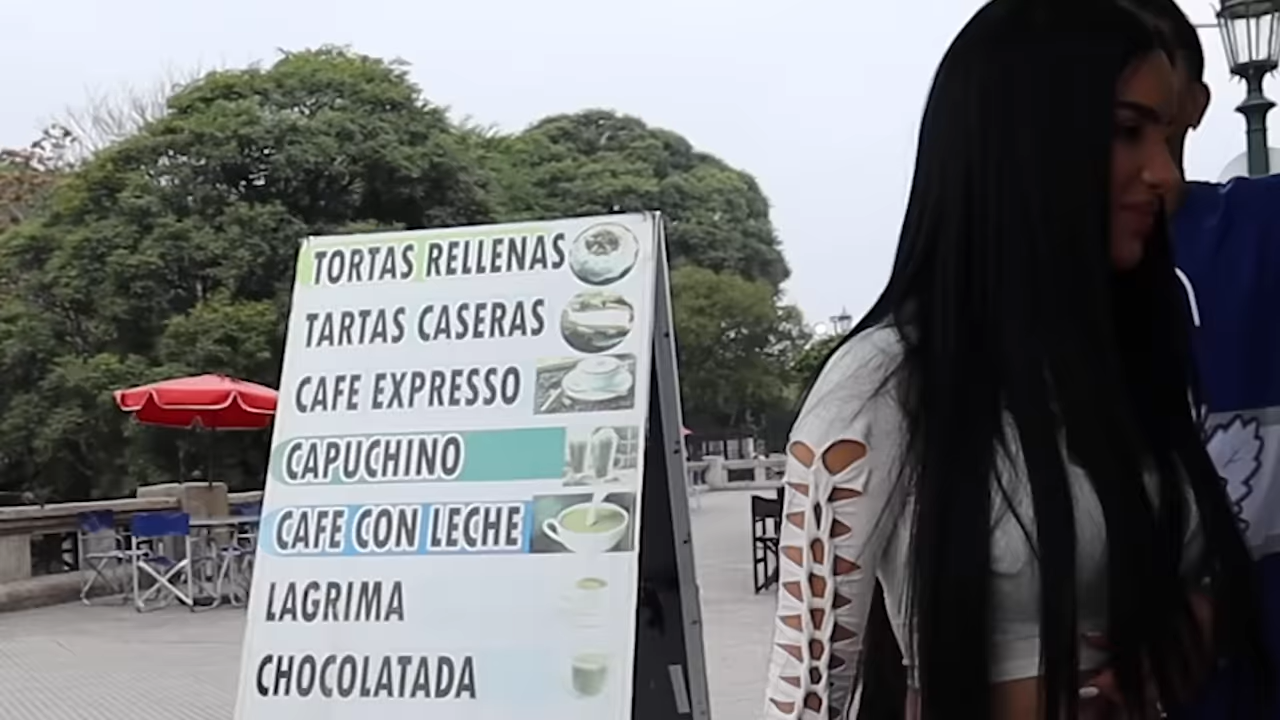 TORTAS RELLENAS
TARTAS CASERAS
CAFE EXPRESSO
CAPUCHINO
CAFE CON LECHE
LAGRIMA
CHOCOLATADA